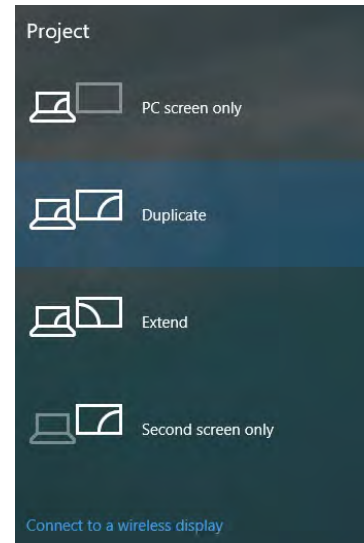 Project
PC screen only
Duplicate
Extend
Second screen only
Connect to a wireless display